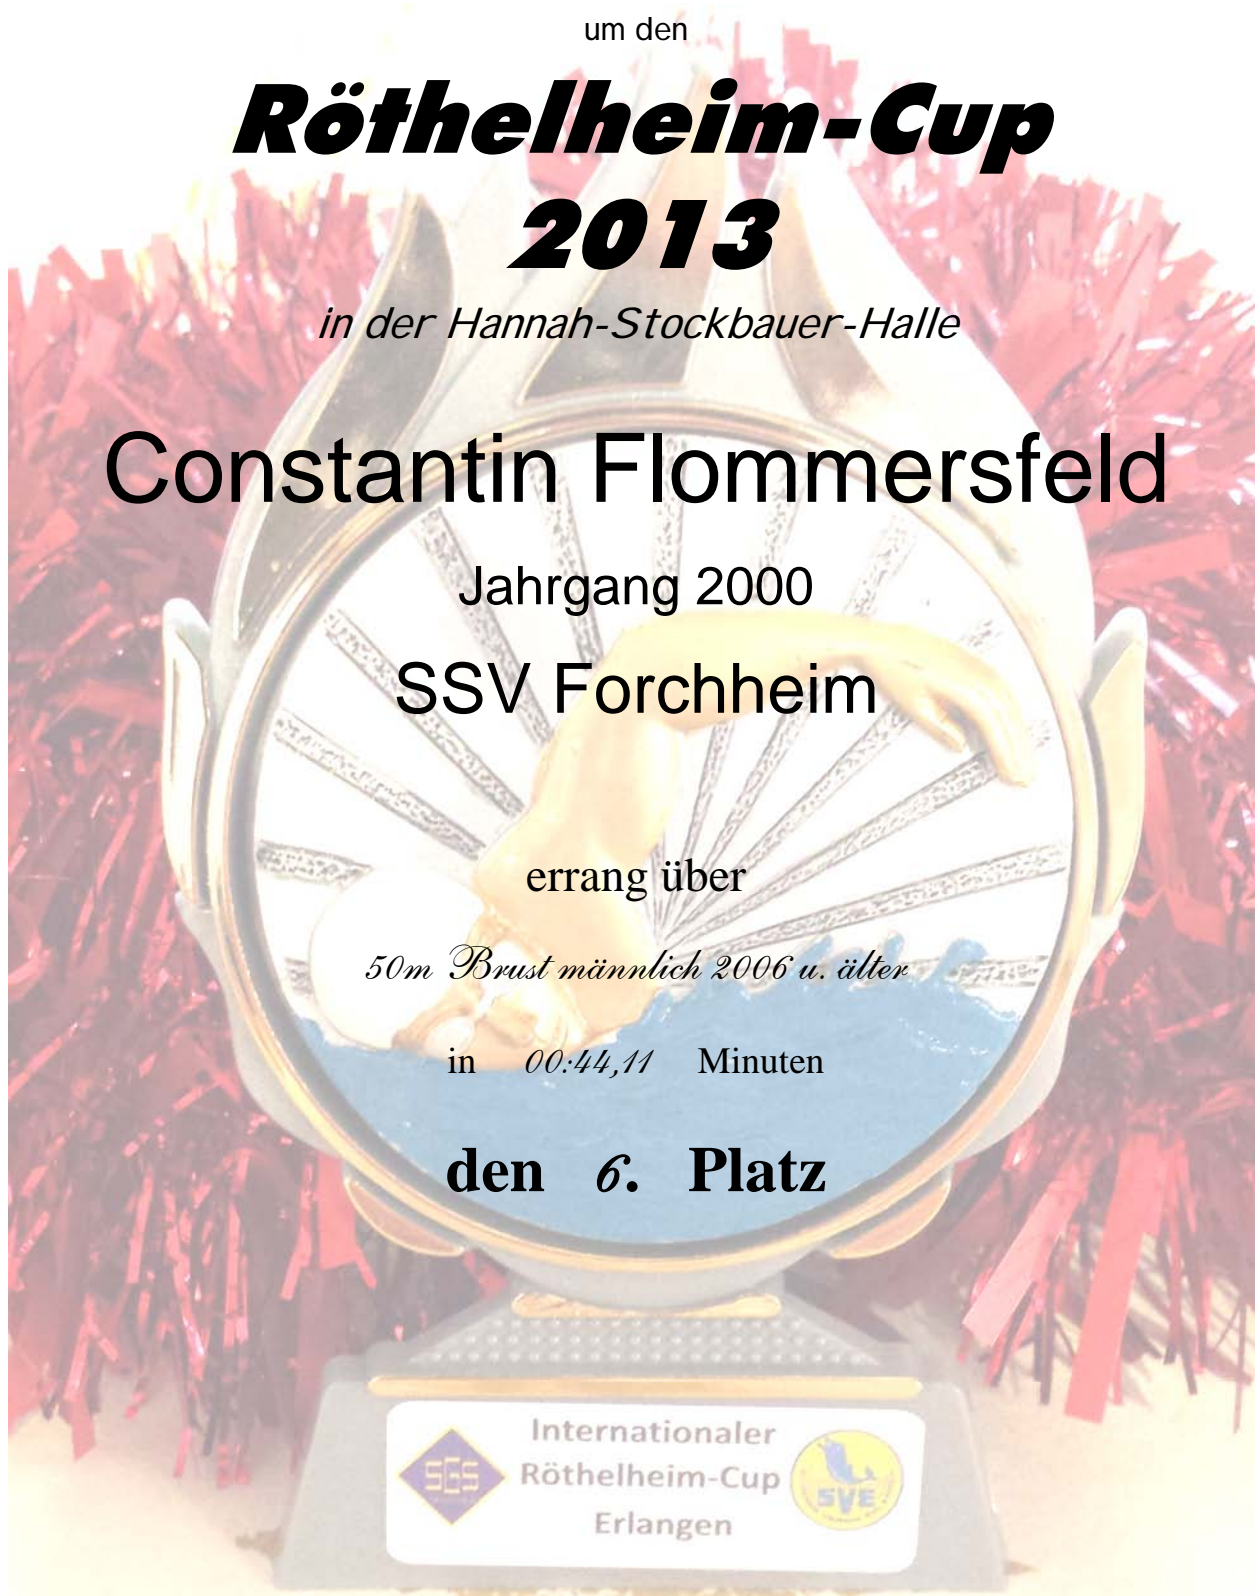 um den
Röthelheim-Cup
2013
in der Hannah-Stockbauer-Halle
Constantin Flommersfeld
Jahrgang 2000
SSV Forchheim
errang über
50m Brust männlich 2006 u. älter
in 00:44,11 Minuten
den 6. Platz
Internationaler
SGS Röthelheim-Cup
SVE
Erlangen